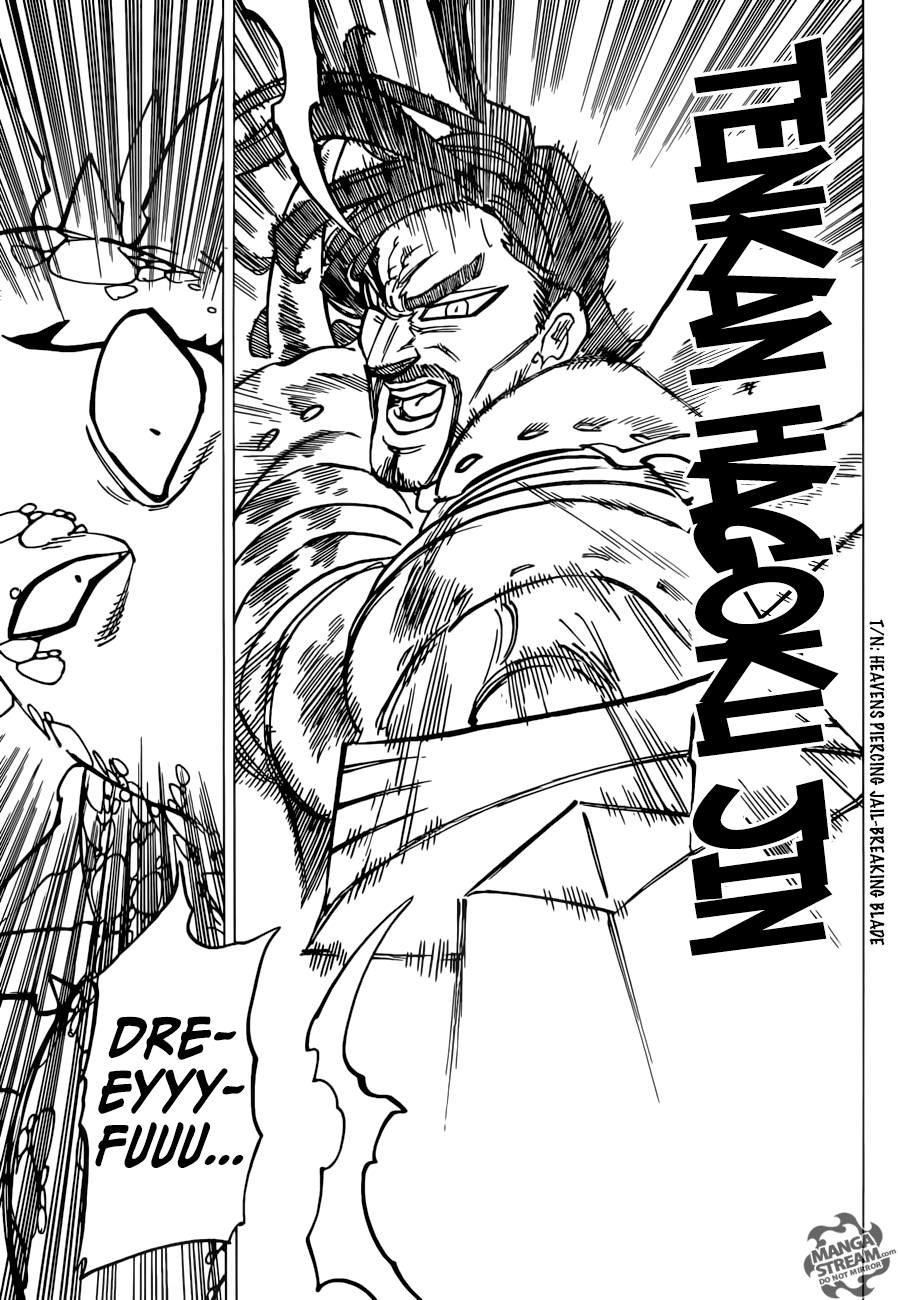 TENKAN HAGOKU JIN
T/N: HEAVENS PIERCING JAIL-BREAKING BLADE
DRE-
EYYY-
FUUU...
MANGA
STREAM.com
DO NOT MIRROR!